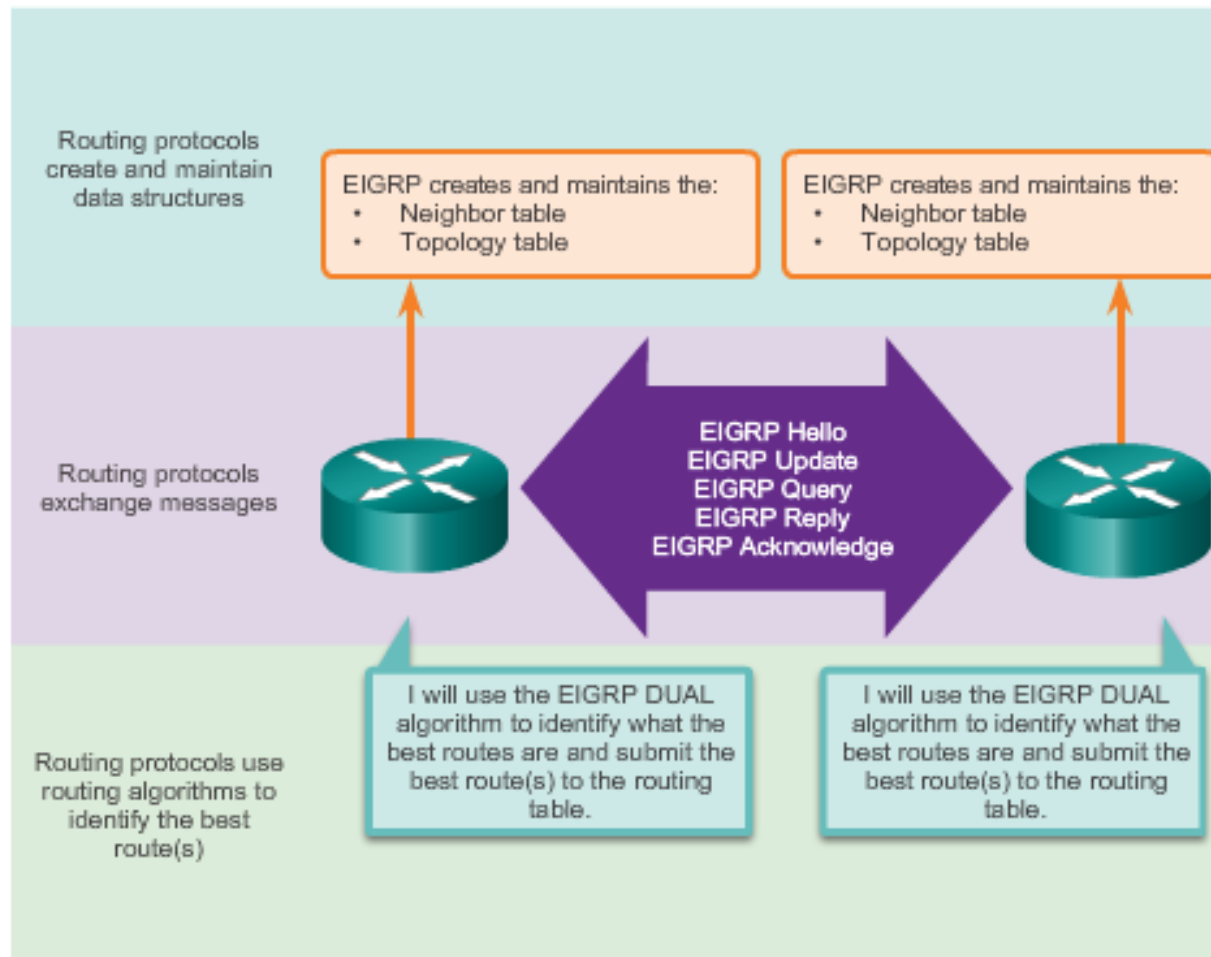 Routing protocols
create and maintain
data structures
EIGRP creates and maintains the:
• Neighbor table
• Topology table
EIGRP creates and maintains the:
• Neighbor table
• Topology table
Routing protocols
exchange messages
EIGRP Hello
EIGRP Update
EIGRP Query
EIGRP Reply
EIGRP Acknowledge
Routing protocols use
routing algorithms to
identify the best
route(s)
I will use the EIGRP DUAL
algorithm to identify what the
best routes are and submit the
best route(s) to the routing
table.
I will use the EIGRP DUAL
algorithm to identify what the
best routes are and submit the
best route(s) to the routing
table.